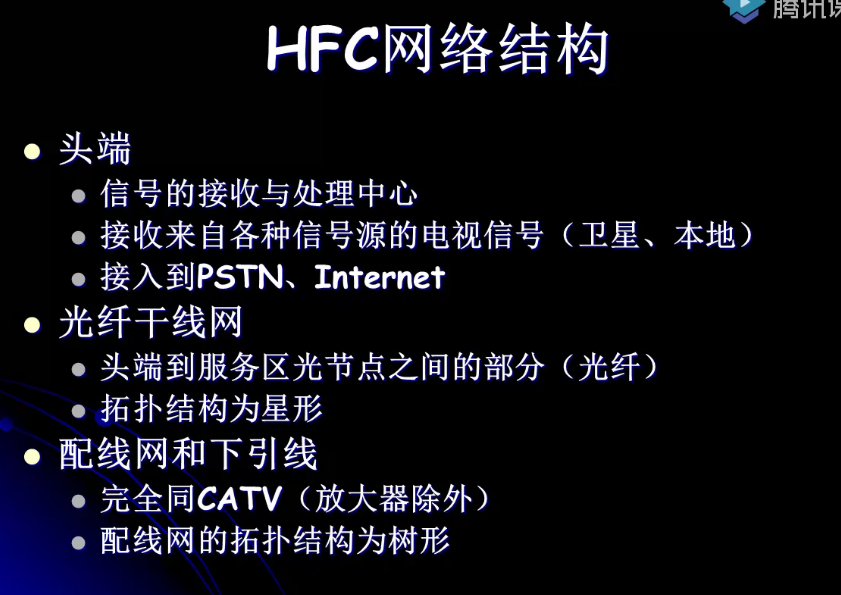 腾讯课
HFC网络结构
头端
信号的接收与处理中心
接收来自各种信号源的电视信号（卫星、本地）
接入到PSTN、Internet
光纤干线网
头端到服务区光节点之间的部分（光纤）
拓扑结构为星形
配线网和下引线
完全同CATV（放大器除外）
配线网的拓扑结构为树形